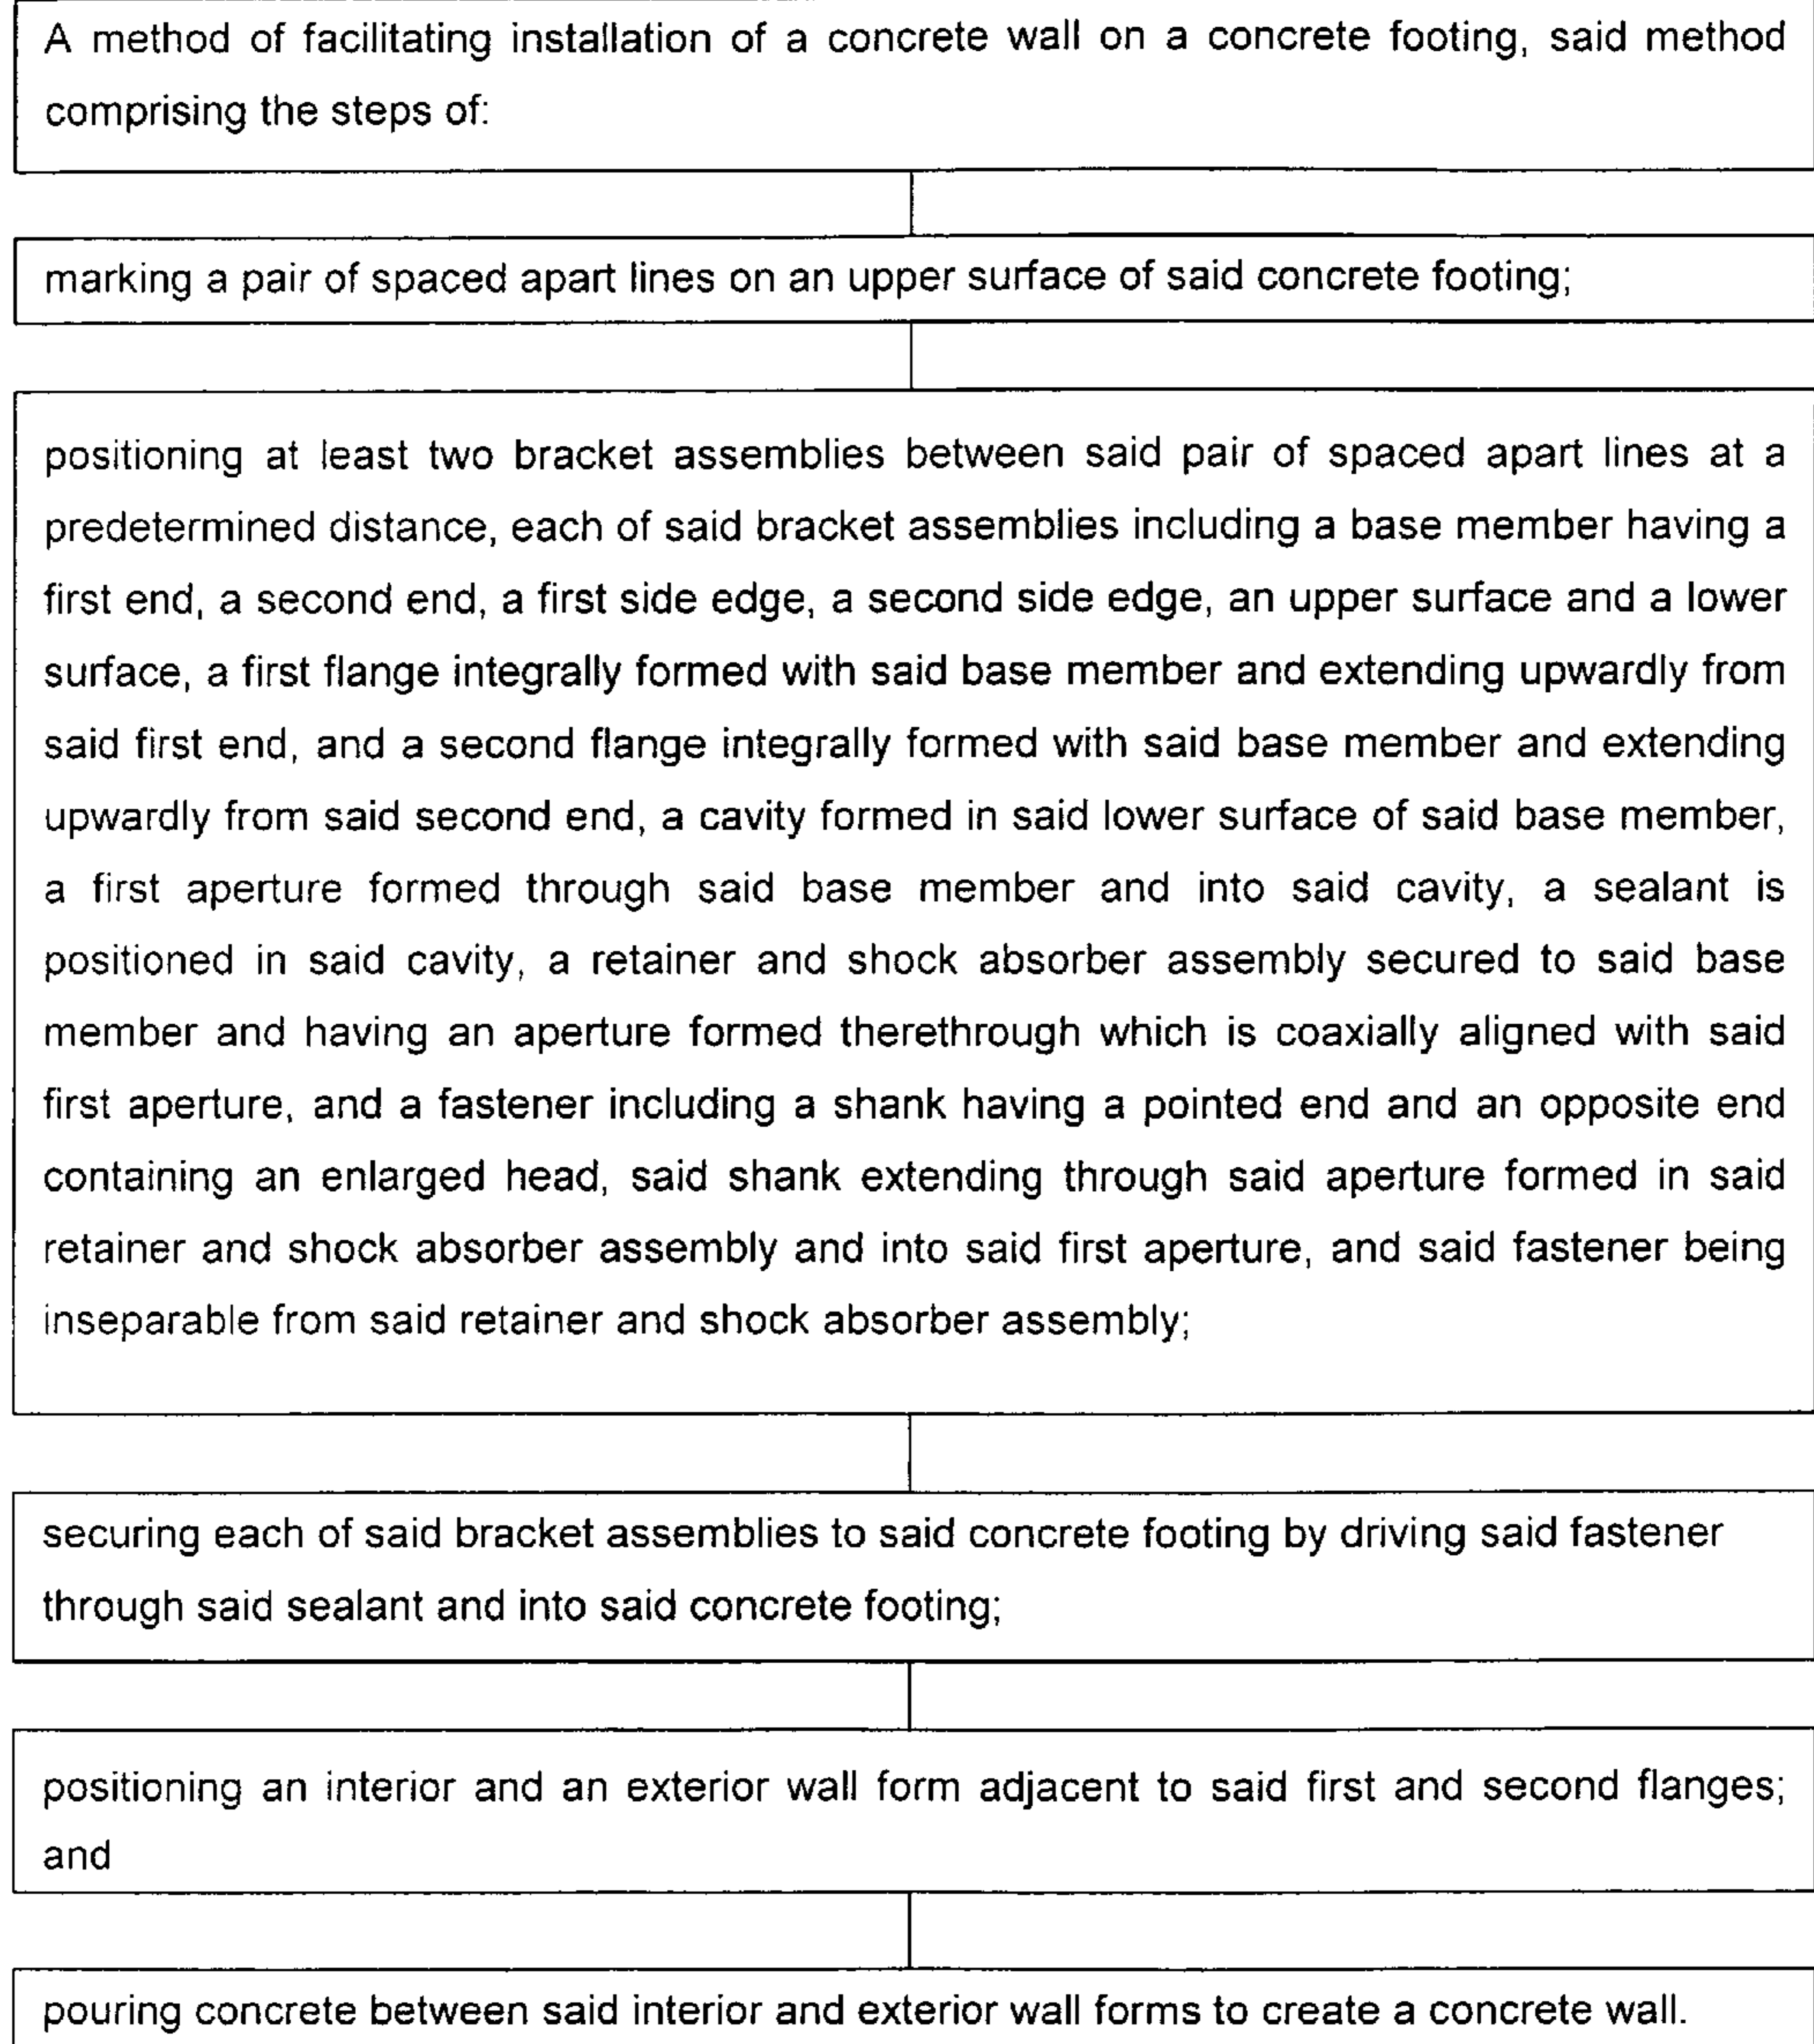 A method of facilitating installation of a concrete wall on a concrete footing, said method
comprising the steps of:
marking a pair of spaced apart lines on an upper surface of said concrete footing;
positioning at least two bracket assemblies between said pair of spaced apart lines at a
predetermined distance, each of said bracket assemblies including a base member having a
first end, a second end, a first side edge, a second side edge, an upper surface and a lower
surface, a first flange integrally formed with said base member and extending upwardly from
said first end, and a second flange integrally formed with said base member and extending
upwardly from said second end, a cavity formed in said lower surface of said base member,
a first aperture formed through said base member and into said cavity, a sealant is
positioned in said cavity, a retainer and shock absorber assembly secured to said base
member and having an aperture formed therethrough which is coaxially aligned with said
first aperture, and a fastener including a shank having a pointed end and an opposite end
containing an enlarged head, said shank extending through said aperture formed in said
retainer and shock absorber assembly and into said first aperture, and said fastener being
inseparable from said retainer and shock absorber assembly;
securing each of said bracket assemblies to said concrete footing by driving said fastener
through said sealant and into said concrete footing;
positioning an interior and an exterior wall form adjacent to said first and second flanges;
and
pouring concrete between said interior and exterior wall forms to create a concrete wall.